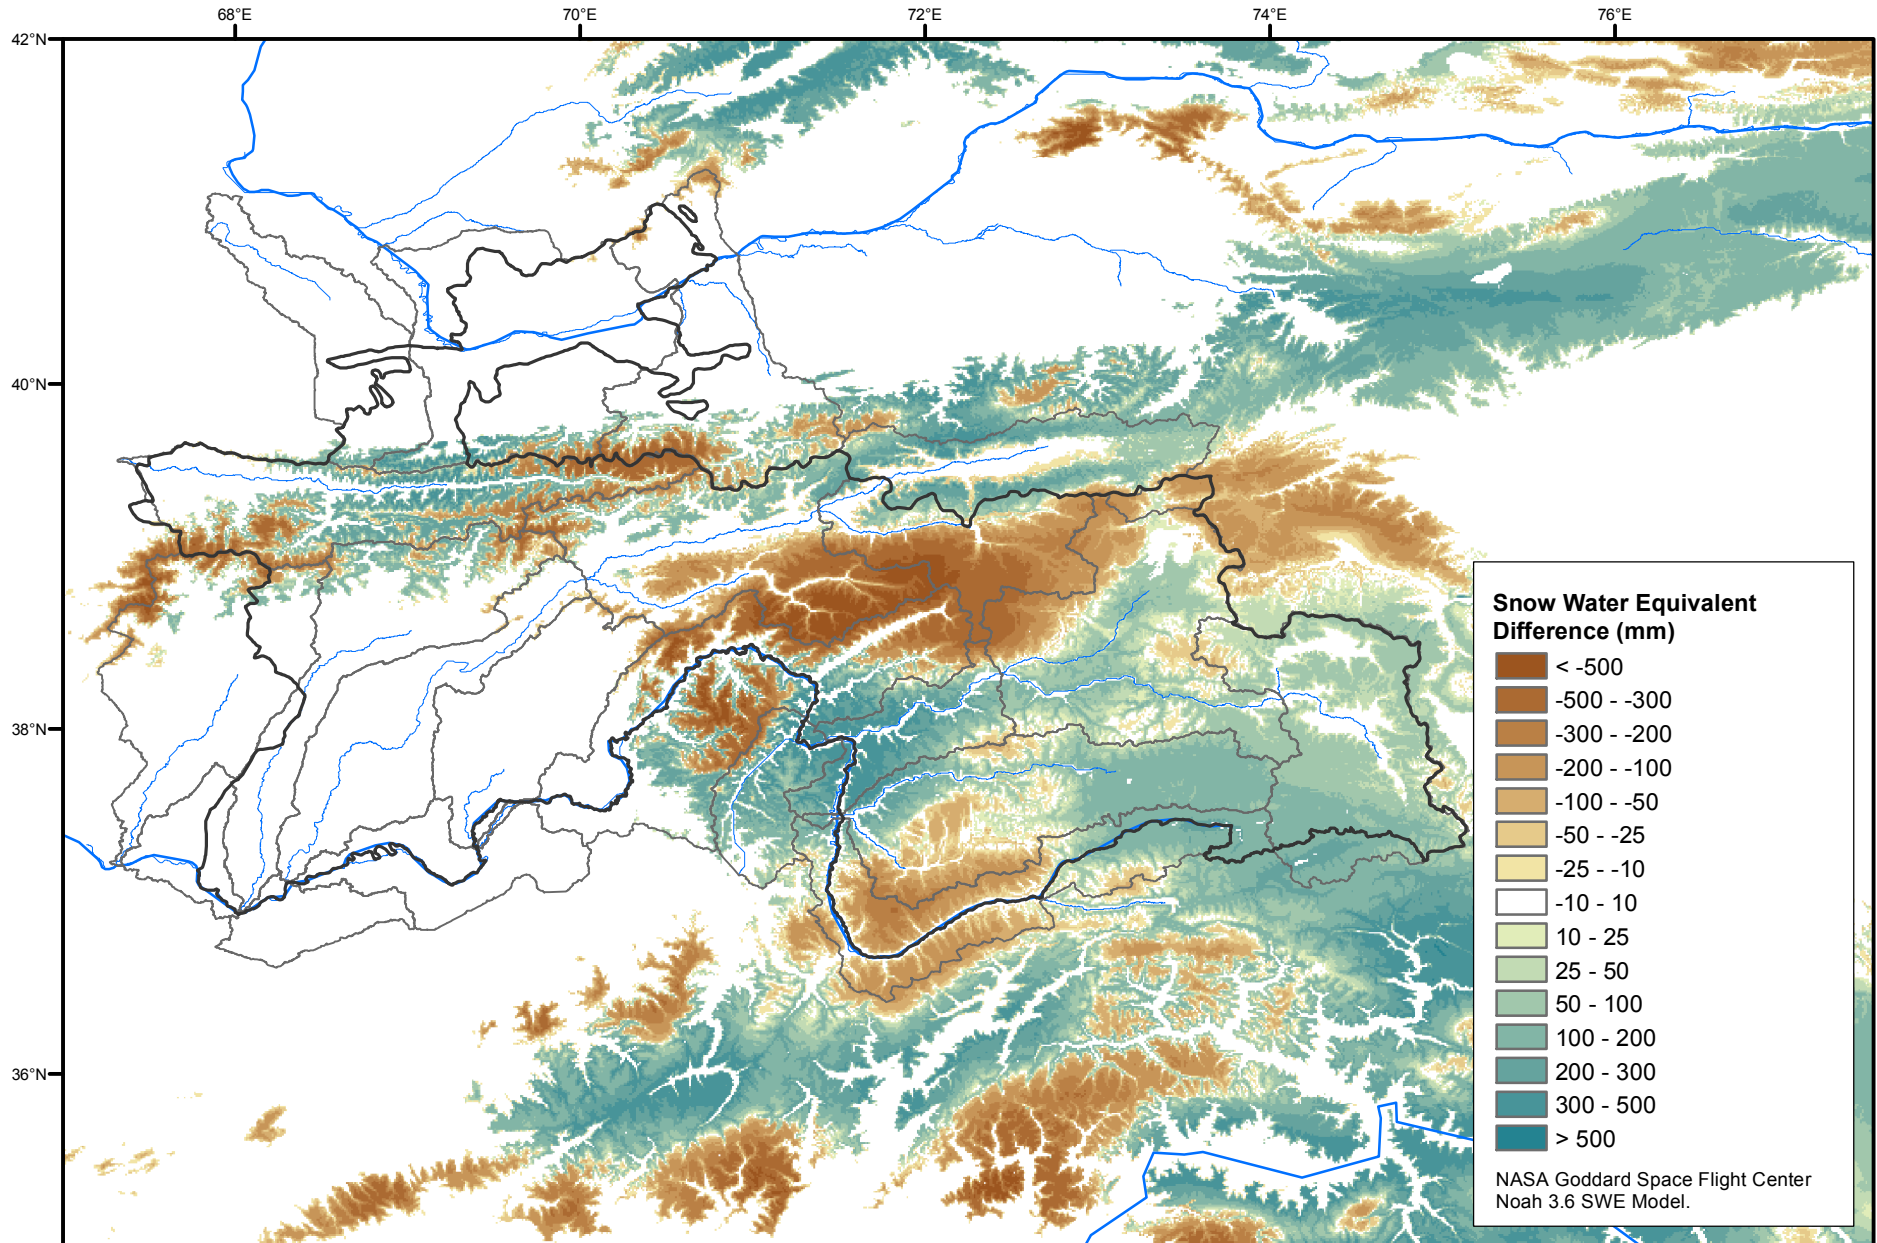 68°E
70°E
72°E
74°E
76°E
42°N
40°N
38°N
36°N
Snow Water Equivalent
Difference (mm)
< -500
-500 - -300
-300 - -200
-200 - -100
-100 - -50
-50 - -25
-25 - -10
-10 - 10
10 - 25
25 - 50
50 - 100
100 - 200
200 - 300
300 - 500
> 500
NASA Goddard Space Flight Center
Noah 3.6 SWE Model.